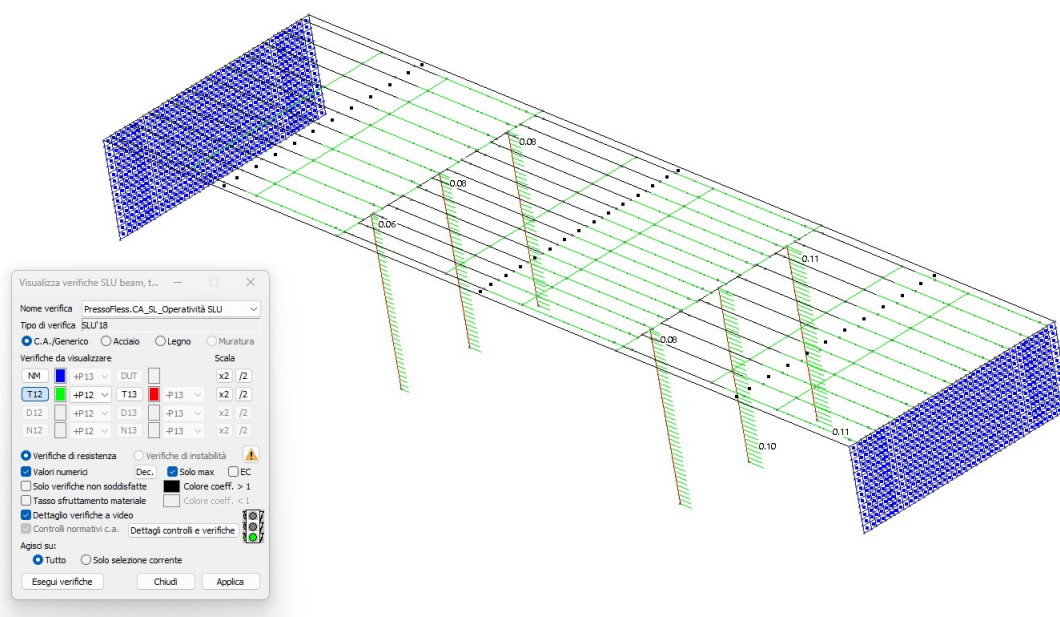 0.08
0.08
0.06
0.11
0.08
0.11
0.10
Visualizza verifiche SLU beam, t...
Nome verifica PressoFless.CA_SL_Operatività SLU
Tipo di verifica SLU'18
C.A./Generico Acciaio Legno Muratura
Verifiche da visualizzare Scala
NM +P13 DUT x2 /2
T12 +P12 T13 -P13 x2 /2
D12 +P12 D13 -P13 x2 /2
N12 +P12 N13 -P13 x2 /2
Verifiche di resistenza Verifiche di instabilità
Valori numerici Dec. Solo max EC
Solo verifiche non soddisfatte Colore coeff. > 1
Tasso sfruttamento materiale Colore coeff. < 1
Dettaglio verifiche a video
Controlli normativi c.a. Dettagli controlli e verifiche
Agisci su:
Tutto Solo selezione corrente
Esegui verifiche Chiudi Applica